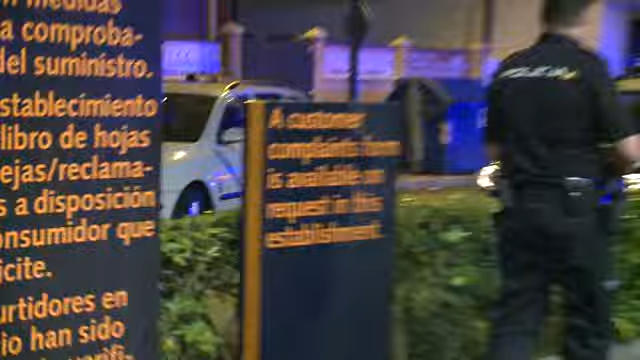 medidas
a comproba-
del suministro.
stablecimiento
libro de hojas
ejas/reclama-
s a disposición
onsumidor que
icite.
urtidores en
io han sido
A customer
complaints form
is available on
request in this
establishment.
POLICIA